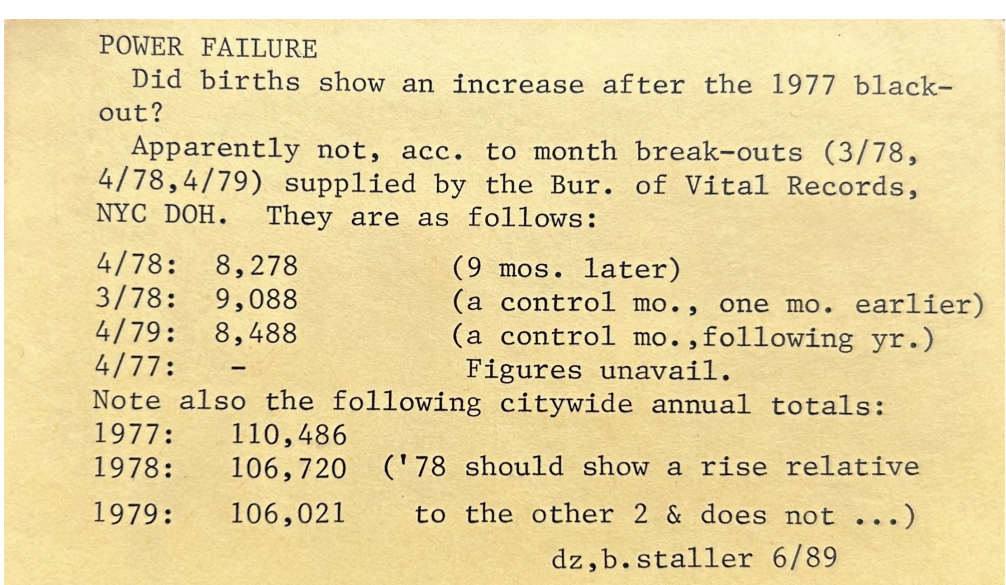 POWER FAILURE
Did births show an increase after the 1977 black-
out?
Apparently not, acc. to month break-outs (3/78,
4/78,4/79) supplied by the Bur. of Vital Records,
NYC DOH. They are as follows:
4/78: 8,278 (9 mos. later)
3/78: 9,088 (a control mo., one mo. earlier)
4/79: 8,488 (a control mo.,following yr.)
4/77: - Figures unavail.
Note also the following citywide annual totals:
1977: 110,486
1978: 106,720 ('78 should show a rise relative
1979: 106,021 to the other 2 & does not ...)
dz,b.staller 6/89